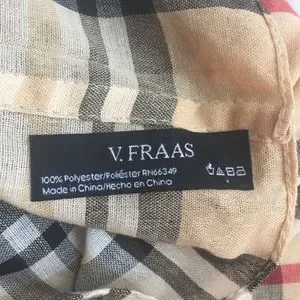 V. FRAAS
100% Polyester/Poliéster RN66349
Made in China/Hecho en China